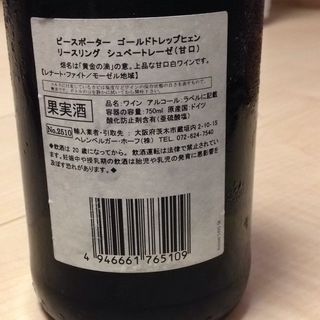 ピースポーター ゴールドトレップヒェン
リースリング シュペートレーゼ(甘口)
畑名は「黄金の滴」の意。上品な甘口白ワインです。
【レナート・ファイト/モーゼル地域】
果実酒
品名:ワイン アルコール:ラベルに記載
容器の容量:750ml 原産国:ドイツ
酸化防止剤含有:(亜硫酸塩)
No.2510
輸入業者・引取先 : 大阪府茨木市蔵垣内2-10-15
ヘレンベルガー・ホーフ(株) TEL. 072-624-7540
◆飲酒は 20 歳になってから。 飲酒運転は法律で禁止され
ます。妊娠中や授乳期の飲酒は胎児や乳児の発育に悪影響を
及ぼす恐れがあります。
4 946661 765109